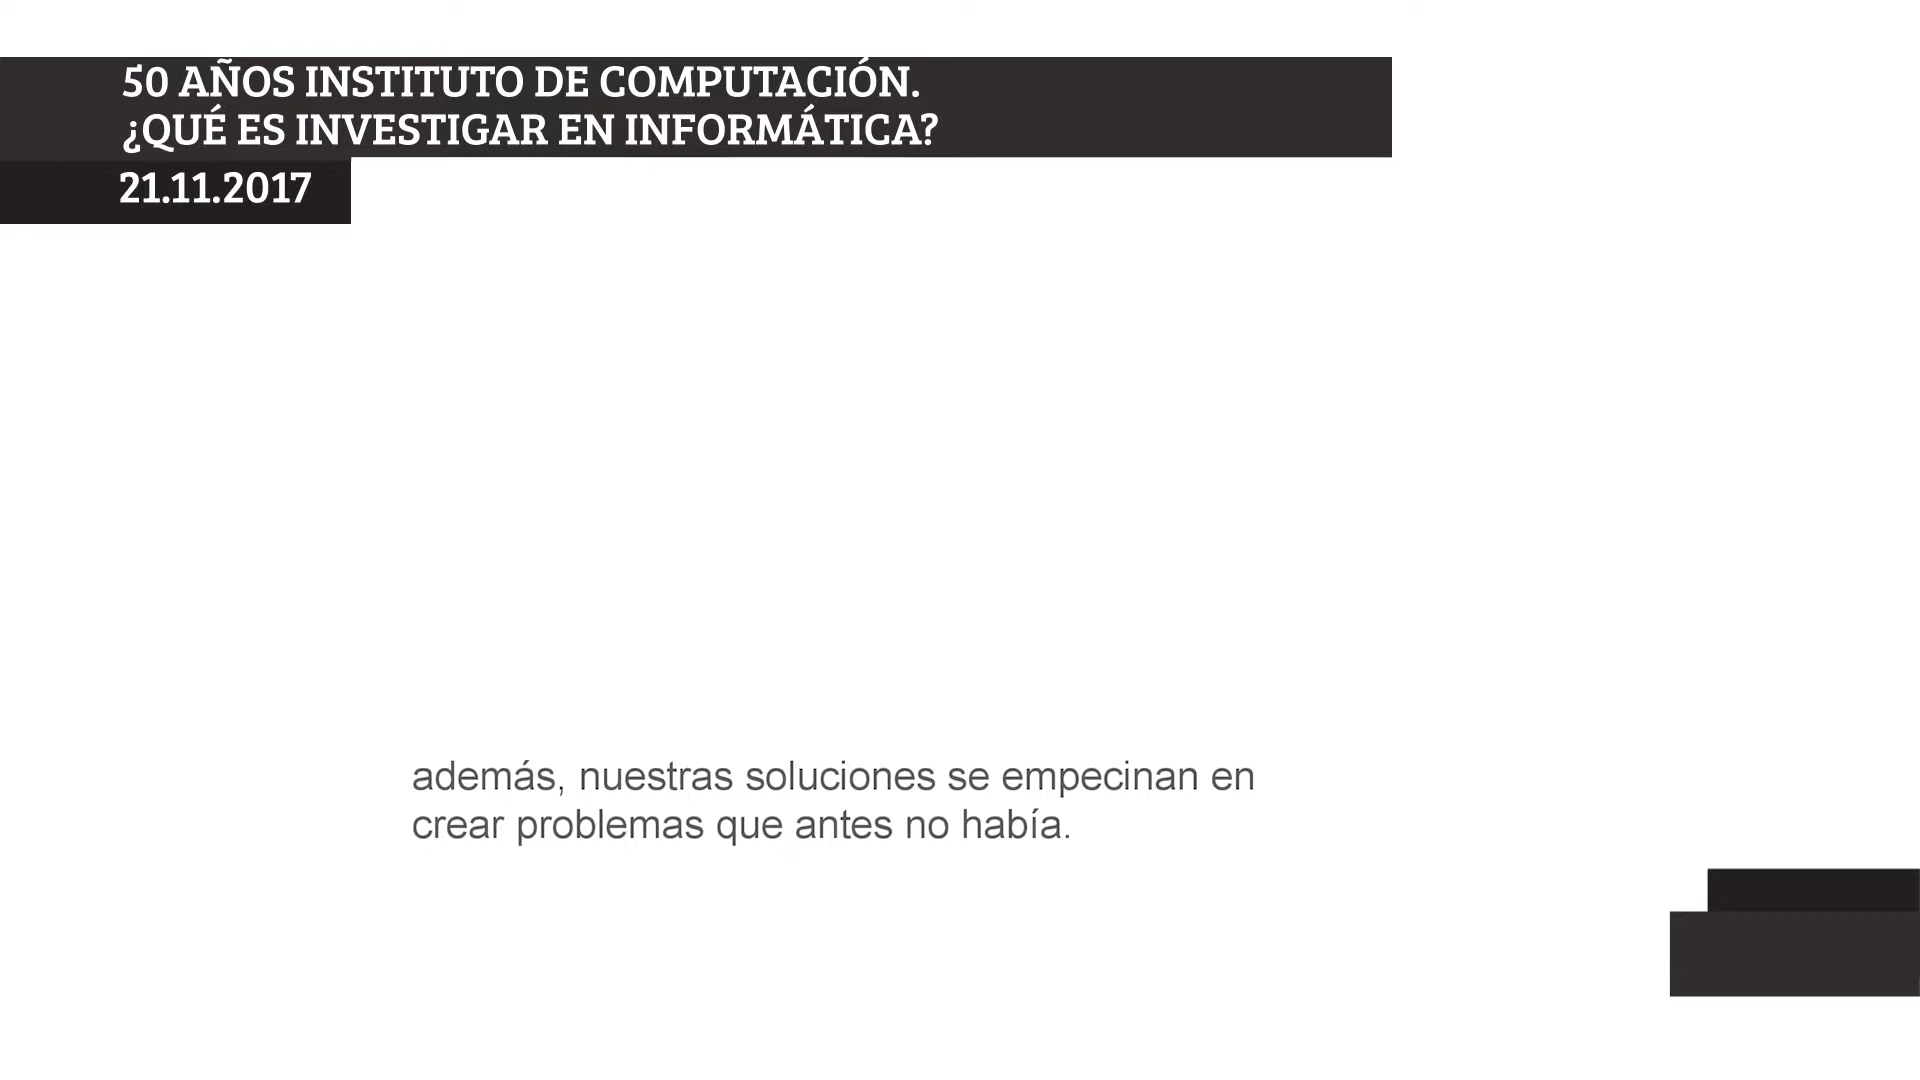 50 AÑOS INSTITUTO DE COMPUTACIÓN.
¿QUÉ ES INVESTIGAR EN INFORMÁTICA?
21.11.2017
además, nuestras soluciones se empecinan en
crear problemas que antes no había.